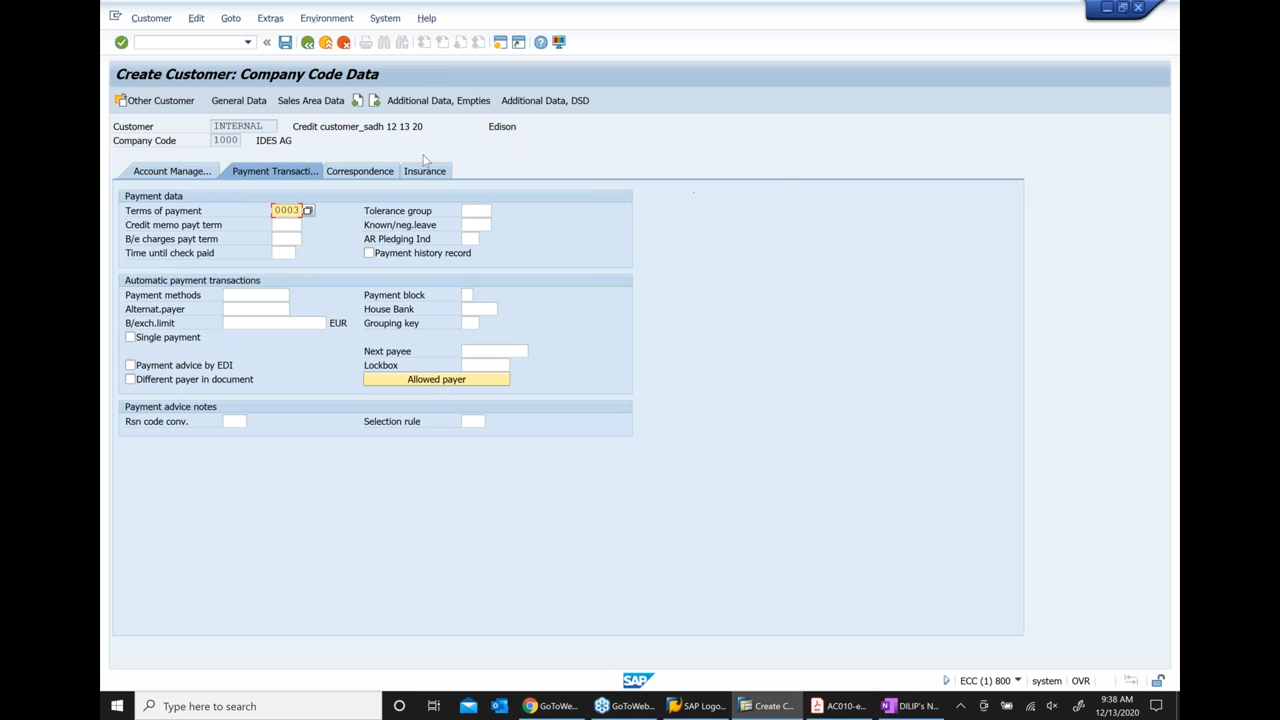 Customer Edit Goto Extras Environment System Help
Create Customer: Company Code Data
Other Customer General Data Sales Area Data Additional Data, Empties Additional Data, DSD
Customer INTERNAL Credit customer_sadh 12 13 20 Edison
Company Code 1000 IDES AG
Account Manage... Payment Transacti... Correspondence Insurance
Payment data
Terms of payment 0003 Tolerance group
Credit memo payt term Known/neg.leave
B/e charges payt term AR Pledging Ind
Time until check paid Payment history record
Automatic payment transactions
Payment methods Payment block
Alternat.payer House Bank
B/exch.limit EUR Grouping key
Single payment
Next payee
Payment advice by EDI Lockbox
Different payer in document Allowed payer
Payment advice notes
Rsn code conv. Selection rule
SAP ECC (1) 800 system OVR
Type here to search GoToWe... GoToWeb... SAP Logo... Create C... AC010-e... DILIP's N... 9:38 AM
12/13/2020